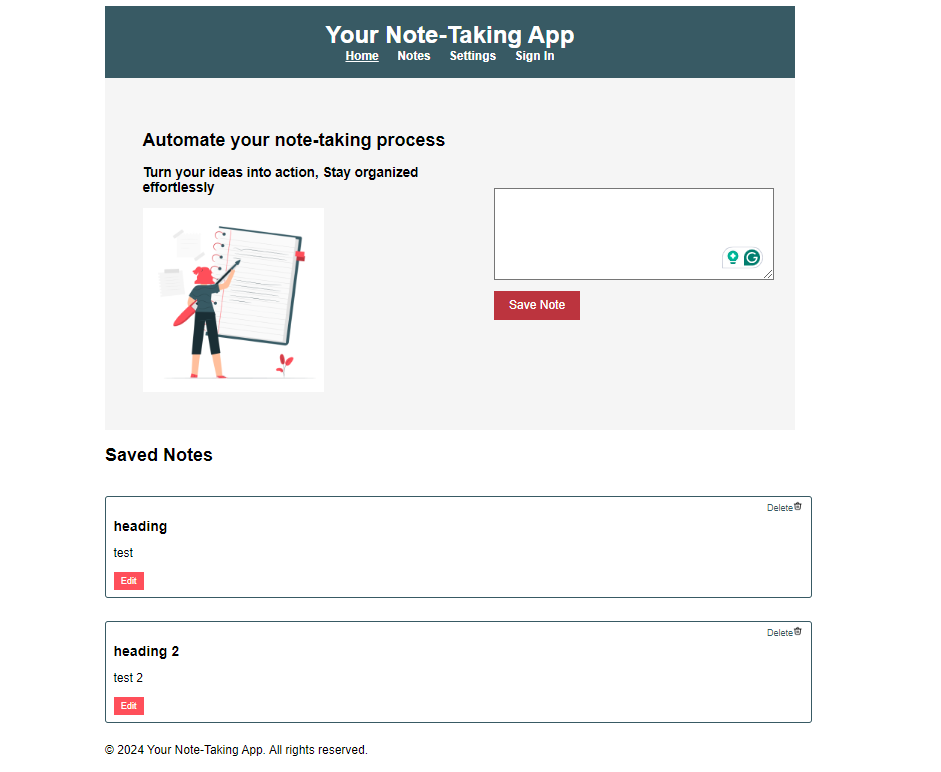 Your Note-Taking App
Home Notes Settings Sign In
Automate your note-taking process
Turn your ideas into action, Stay organized
effortlessly
Save Note
Saved Notes
Delete
heading
test
Edit
Delete
heading 2
test 2
Edit
© 2024 Your Note-Taking App. All rights reserved.